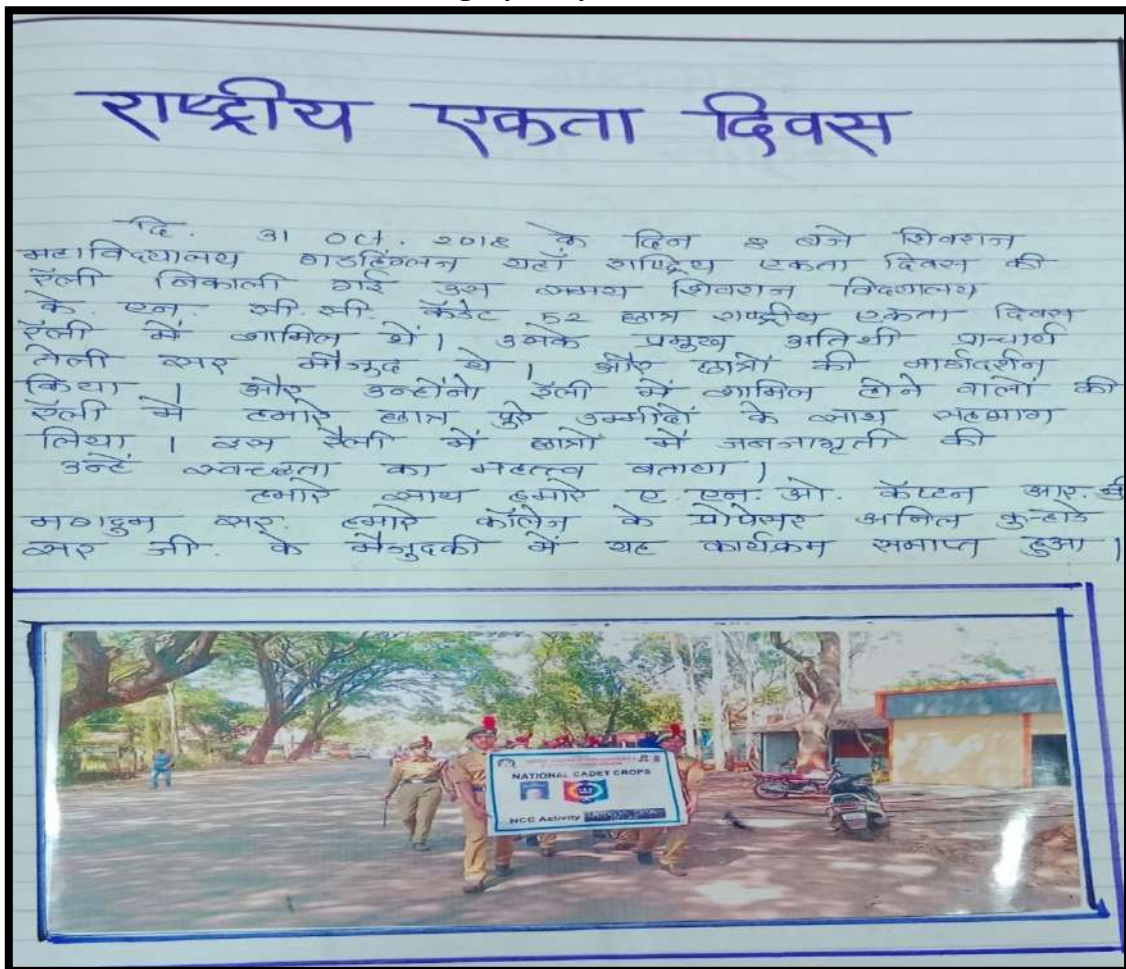 राष्ट्रीय एकता दिवस
दि. 31 Oct. 2018 के दिन 8 बजे शिवराज
महाविद्यालय गडहिंग्लज यहाँ राष्ट्रिय एकता दिवस की
रॅली निकाली गई उस समय शिवराज विद्यालय
के. एन. सी. सी. कॅडेट 52 छात्र राष्ट्रीय एकता दिवस
रॅली में शामिल थे। उसके प्रमुख अतिथी प्राचार्य
तेली सर मौजूद थे। और छात्रों की मार्गदर्शन
किया। और उन्होंनो रॅली में शामिल होने वालों की
रॅली मे हमारे छात्र पुरे उम्मीदों के साथ सहभाग
लिया। इस रैली में छात्रों में जनजागृती की
उन्हें स्वच्छता का महत्त्व बताया।
हमारे साथ हमारे ए. एन. ओ. कॅप्टन आर. बी
मगदुम सर. हमारे कॉलेज के प्रोपेसर अनिल कु-हाडे
सर जी. के मैजुदकी में यह कार्यक्रम समाप्त हुआ।
NATIONAL CADET CROPS
NCC Activity